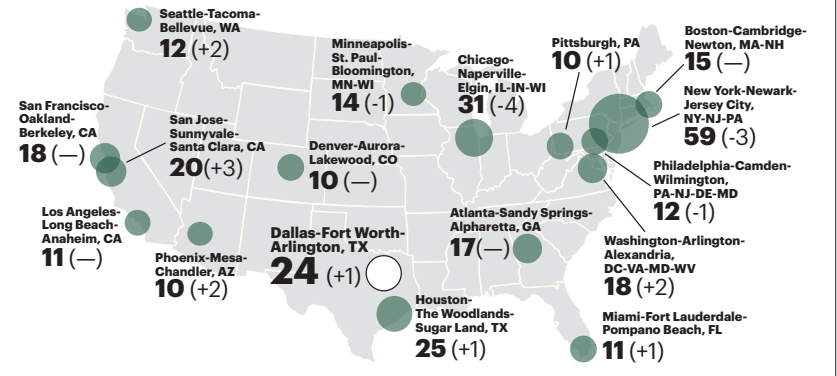 Seattle-Tacoma-
Bellevue, WA
12 (+2)
Minneapolis-
St. Paul-
Bloomington,
MN-WI
14 (-1)
Chicago-
Naperville-
Elgin, IL-IN-WI
31 (-4)
Pittsburgh, PA
10 (+1)
Boston-Cambridge-
Newton, MA-NH
15 (—)
New York-Newark-
Jersey City,
NY-NJ-PA
59 (-3)
San Francisco-
Oakland-
Berkeley, CA
18 (—)
San Jose-
Sunnyvale-
Santa Clara, CA
20(+3)
Denver-Aurora-
Lakewood, CO
10 (—)
Philadelphia-Camden-
Wilmington,
PA-NJ-DE-MD
12 (-1)
Los Angeles-
Long Beach-
Anaheim, CA
11 (—)
Phoenix-Mesa-
Chandler, AZ
10 (+2)
Dallas-Fort Worth-
Arlington, TX
24 (+1)
Atlanta-Sandy Springs-
Alpharetta, GA
17(—)
Washington-Arlington-
Alexandria,
DC-VA-MD-WV
18 (+2)
Houston-
The Woodlands-
Sugar Land, TX
25 (+1)
Miami-Fort Lauderdale-
Pompano Beach, FL
11 (+1)